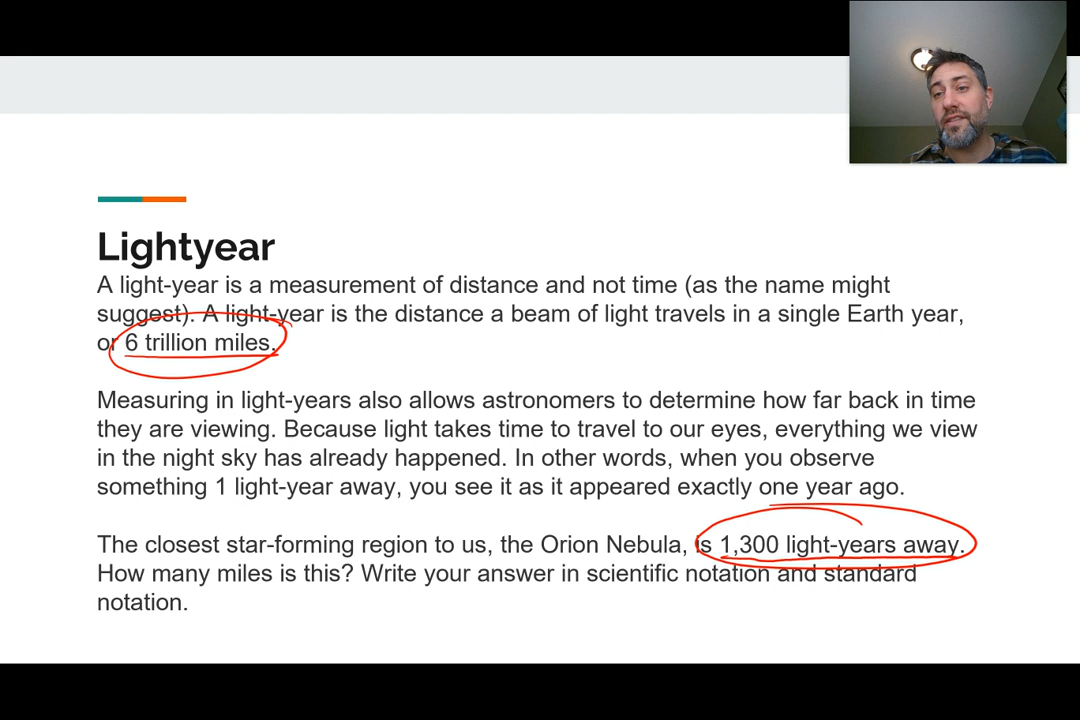 Lightyear
A light-year is a measurement of distance and not time (as the name might
suggest). A light-year is the distance a beam of light travels in a single Earth year,
or 6 trillion miles.
Measuring in light-years also allows astronomers to determine how far back in time
they are viewing. Because light takes time to travel to our eyes, everything we view
in the night sky has already happened. In other words, when you observe
something 1 light-year away, you see it as it appeared exactly one year ago.
The closest star-forming region to us, the Orion Nebula, is 1,300 light-years away.
How many miles is this? Write your answer in scientific notation and standard
notation.